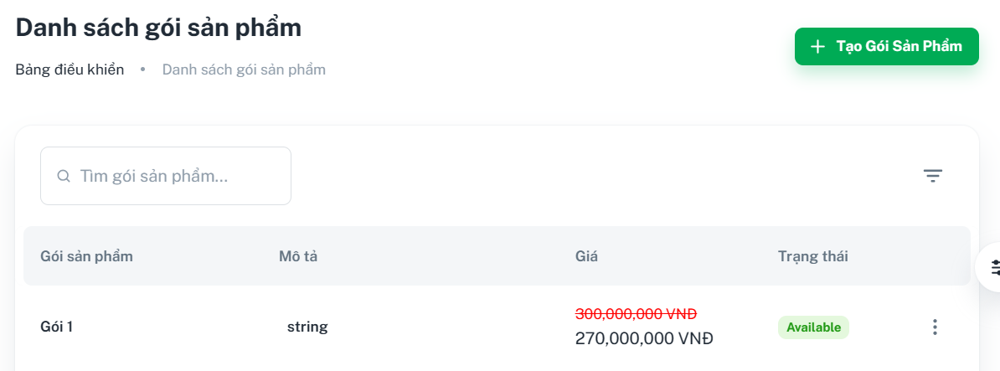 Danh sách gói sản phẩm
Tạo Gói Sản Phẩm
Bảng điều khiển • Danh sách gói sản phẩm
Tìm gói sản phẩm...
Gói sản phẩm Mô tả Giá Trạng thái
300,000,000 VNĐ
Gói 1 string Available
270,000,000 VNĐ